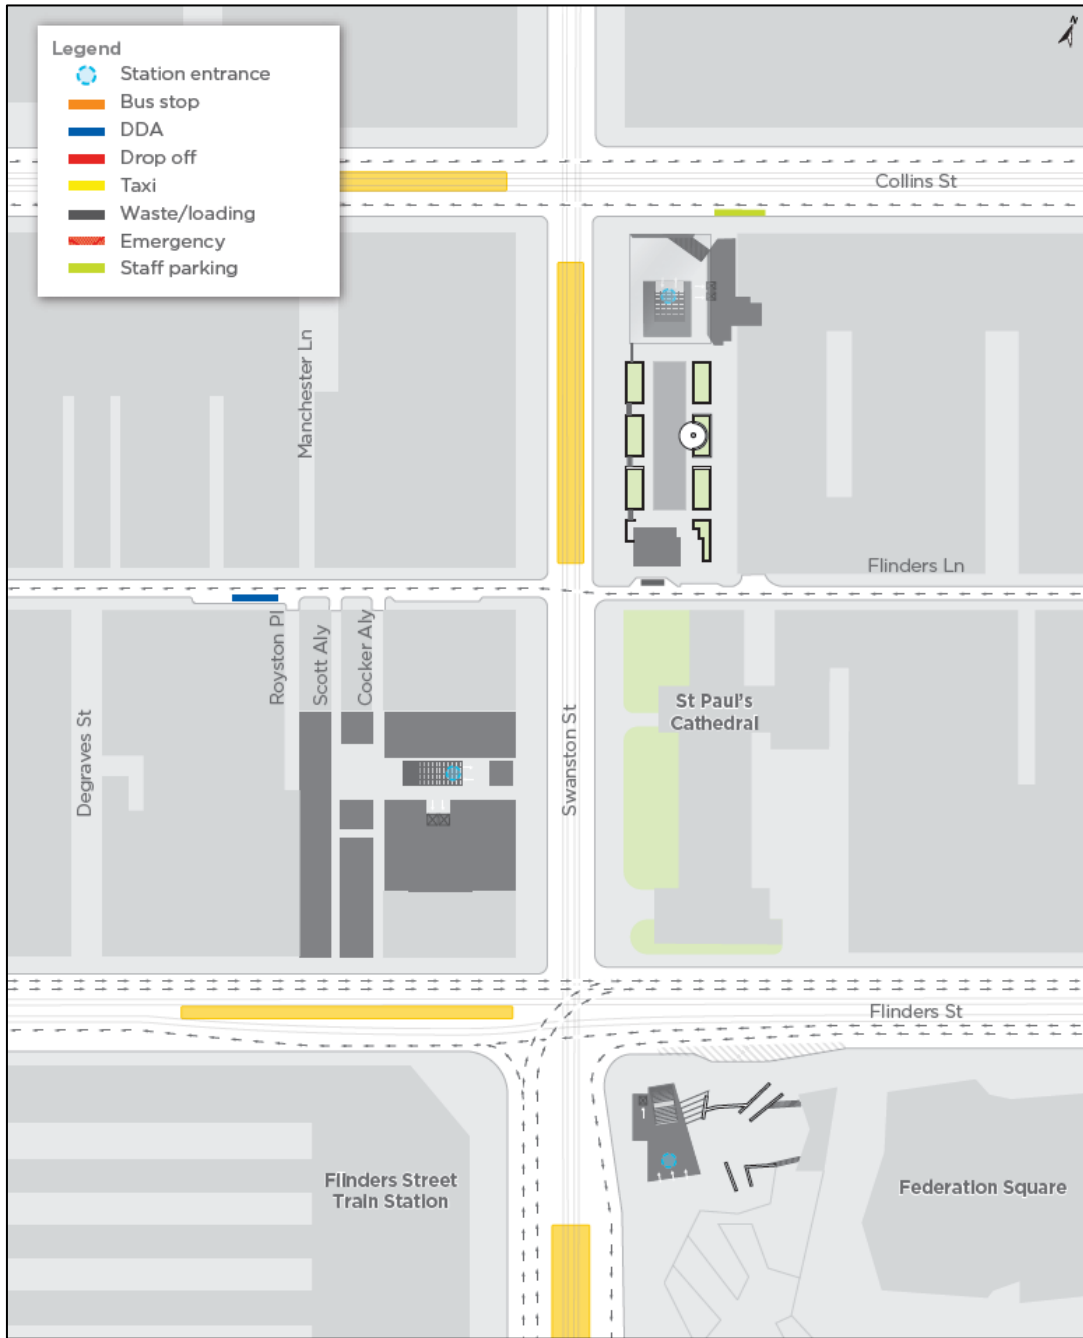 N
Legend
Station entrance
Bus stop
DDA
Drop off
Taxi
Waste/loading
Emergency
Staff parking
Collins St
Manchester Ln
Flinders Ln
Royston Pl
Scott Aly
Cocker Aly
Degraves St
Swanston St
St Paul's
Cathedral
Flinders St
Flinders Street
Train Station
Federation Square